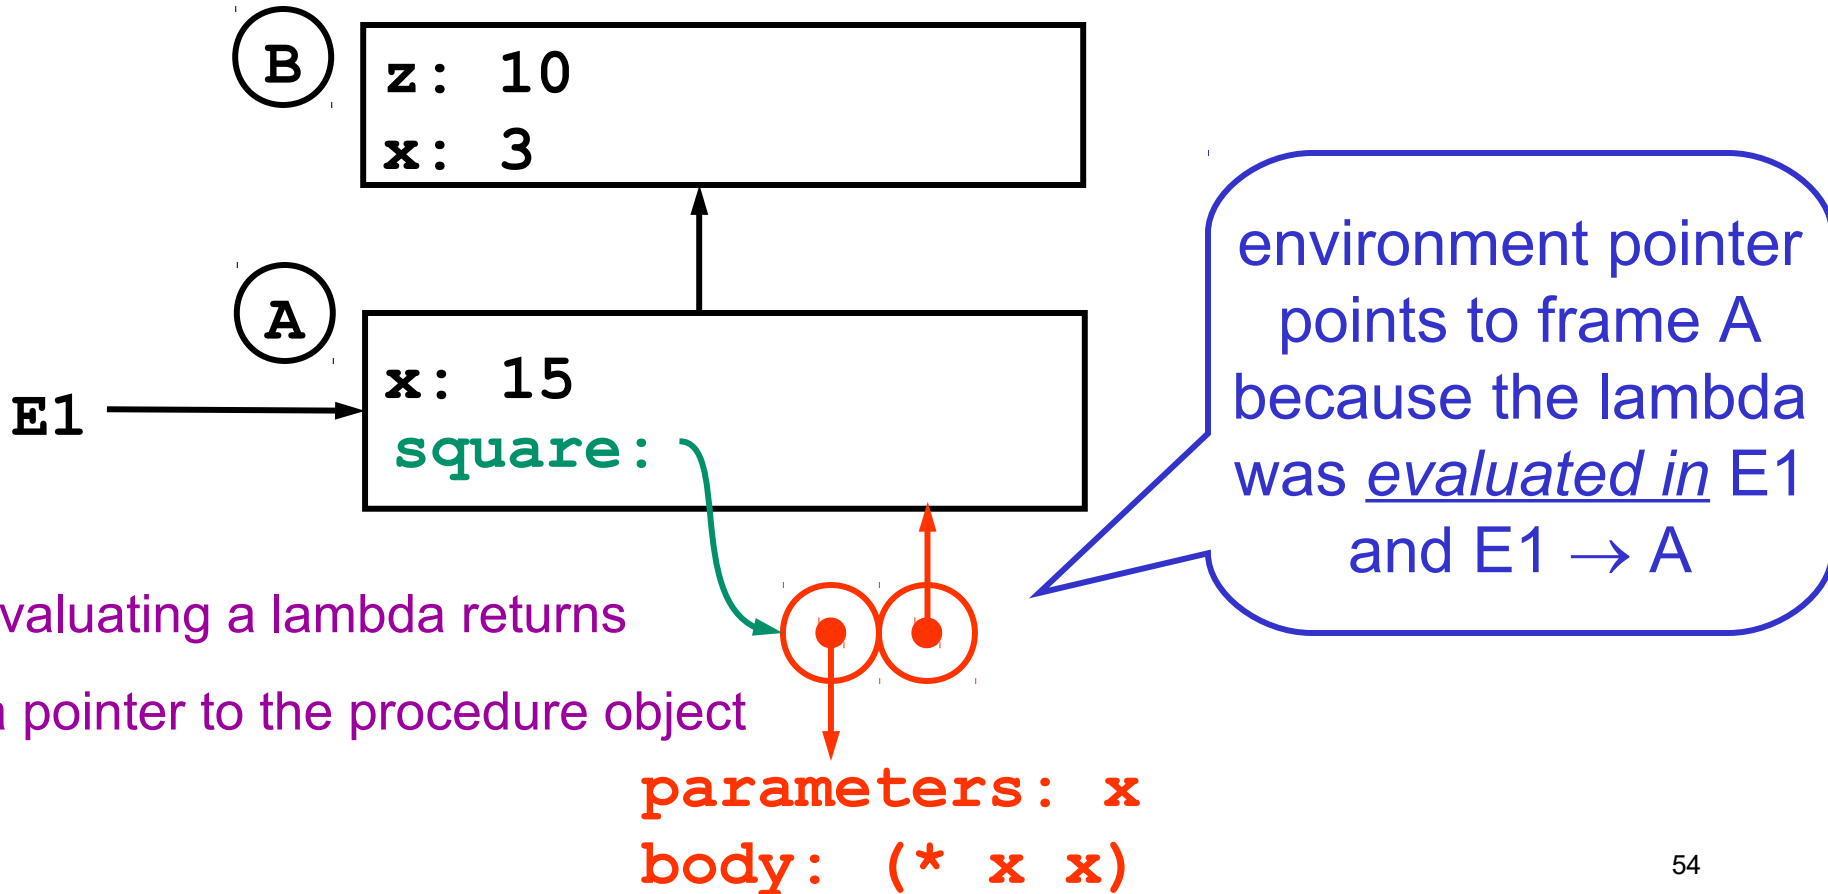 B
z: 10
x: 3
A
x: 15
E1
square:
environment pointer
points to frame A
because the lambda
was evaluated in E1
and E1 → A
valuating a lambda returns
a pointer to the procedure object
parameters: x
body: (* x x)
54